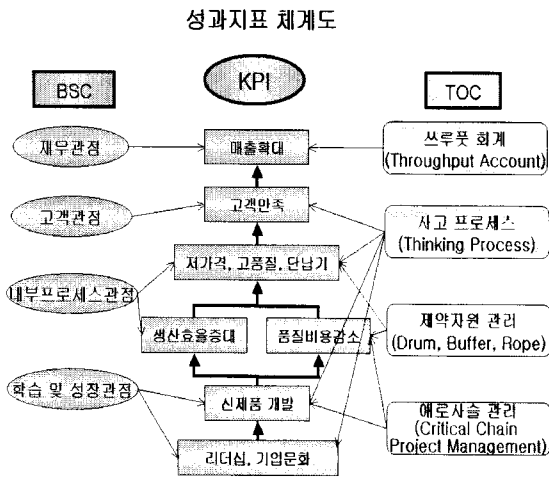 성과지표 체계도
BSC
KPI
TOC
재무관점
매출확대
쓰루풋 회계
(Throughput Account)
고객관점
고객만족
사고 프로세스
(Thinking Process)
저가격, 고품질, 단납기
내부프로세스관점
제약자원 관리
(Drum, Buffer, Rope)
생산효율증대
품질비용감소
학습 및 성장관점
신제품 개발
애로사슬 관리
(Critical Chain
Project Management)
리더십, 기업문화